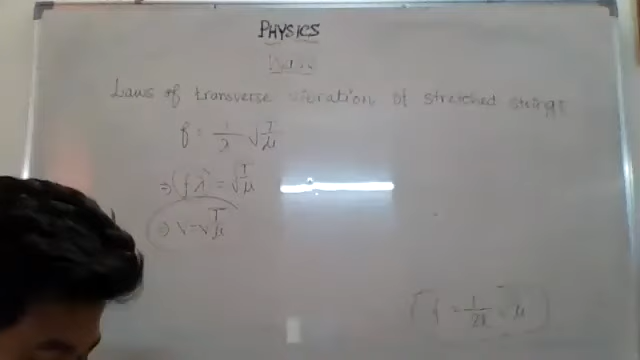 PHYSICS
Laws of transverse vibration of stretched strings
f = 1/λ √T/μ
⇒ (fλ) = √T/μ
⇒ V = √T/μ